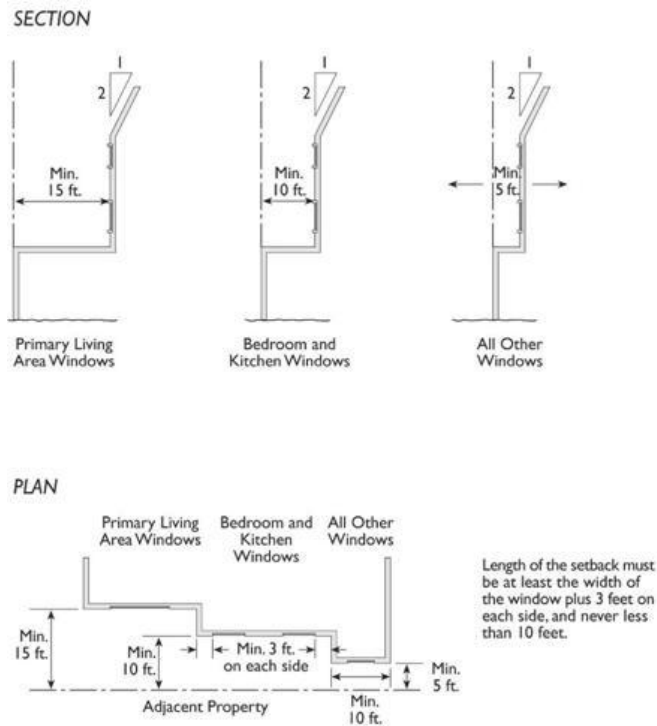 SECTION
1
2
Min.
15 ft.
Primary Living
Area Windows
1
2
Min.
10 ft.
Bedroom and
Kitchen Windows
1
2
Min.
5 ft.
All Other
Windows
PLAN
Primary Living
Area Windows
Bedroom and
Kitchen
Windows
All Other
Windows
Min.
15 ft.
Min.
10 ft.
Min. 3 ft.
on each side
Min.
5 ft.
Min.
10 ft.
Adjacent Property
Length of the setback must
be at least the width of
the window plus 3 feet on
each side, and never less
than 10 feet.